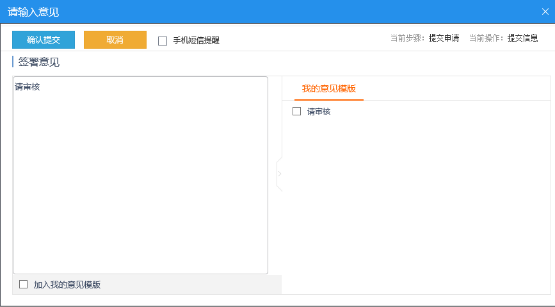 请输入意见
确认提交 取消 手机短信提醒 当前步骤：提交申请 当前操作：提交信息
签署意见
请审核
我的意见模版
请审核
加入我的意见模版